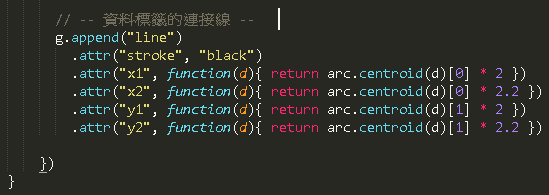 // -- 資料標籤的連接線 --
g.append("line")
.attr("stroke", "black")
.attr("x1", function(d){ return arc.centroid(d)[0] * 2 })
.attr("x2", function(d){ return arc.centroid(d)[0] * 2.2 })
.attr("y1", function(d){ return arc.centroid(d)[1] * 2 })
.attr("y2", function(d){ return arc.centroid(d)[1] * 2.2 })
})
}